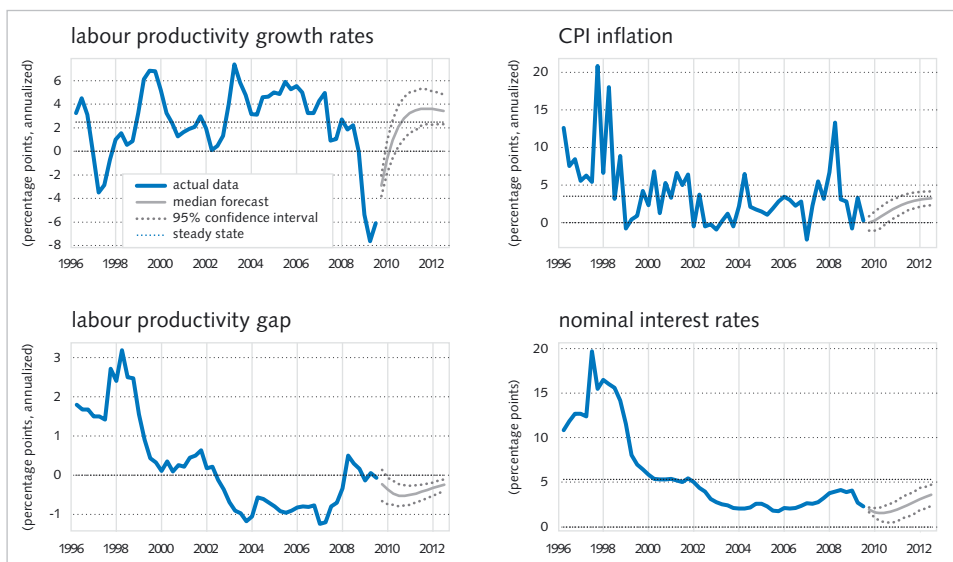 labour productivity growth rates
(percentage points, annualized)
6
4
2
0
-2
-4
-6
-8
actual data
median forecast
95% confidence interval
steady state
1996 1998 2000 2002 2004 2006 2008 2010 2012
CPI inflation
(percentage points, annualized)
20
15
10
5
0
1996 1998 2000 2002 2004 2006 2008 2010 2012
labour productivity gap
(percentage points, annualized)
3
2
1
0
-1
1996 1998 2000 2002 2004 2006 2008 2010 2012
nominal interest rates
(percentage points)
20
15
10
5
0
1996 1998 2000 2002 2004 2006 2008 2010 2012